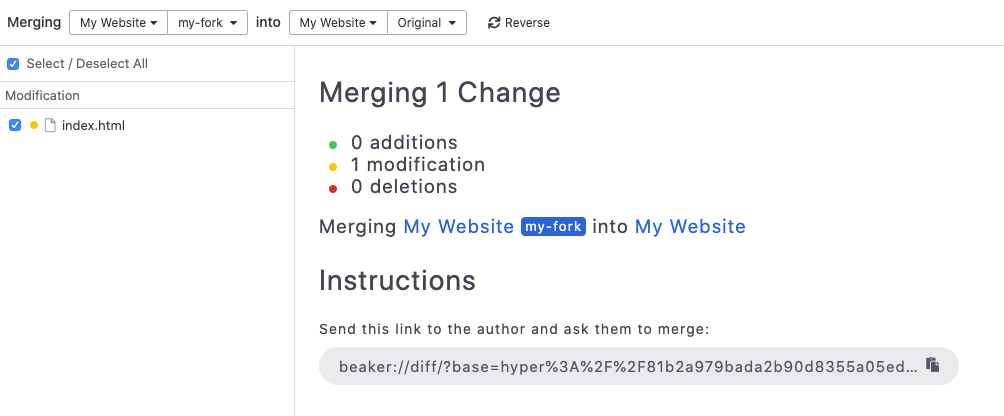 Merging My Website my-fork into My Website Original Reverse
Select / Deselect All
Modification
index.html
Merging 1 Change
0 additions
1 modification
0 deletions
Merging My Website my-fork into My Website
Instructions
Send this link to the author and ask them to merge:
beaker://diff/?base=hyper%3A%2F%2F81b2a979bada2b90d8355a05ed...